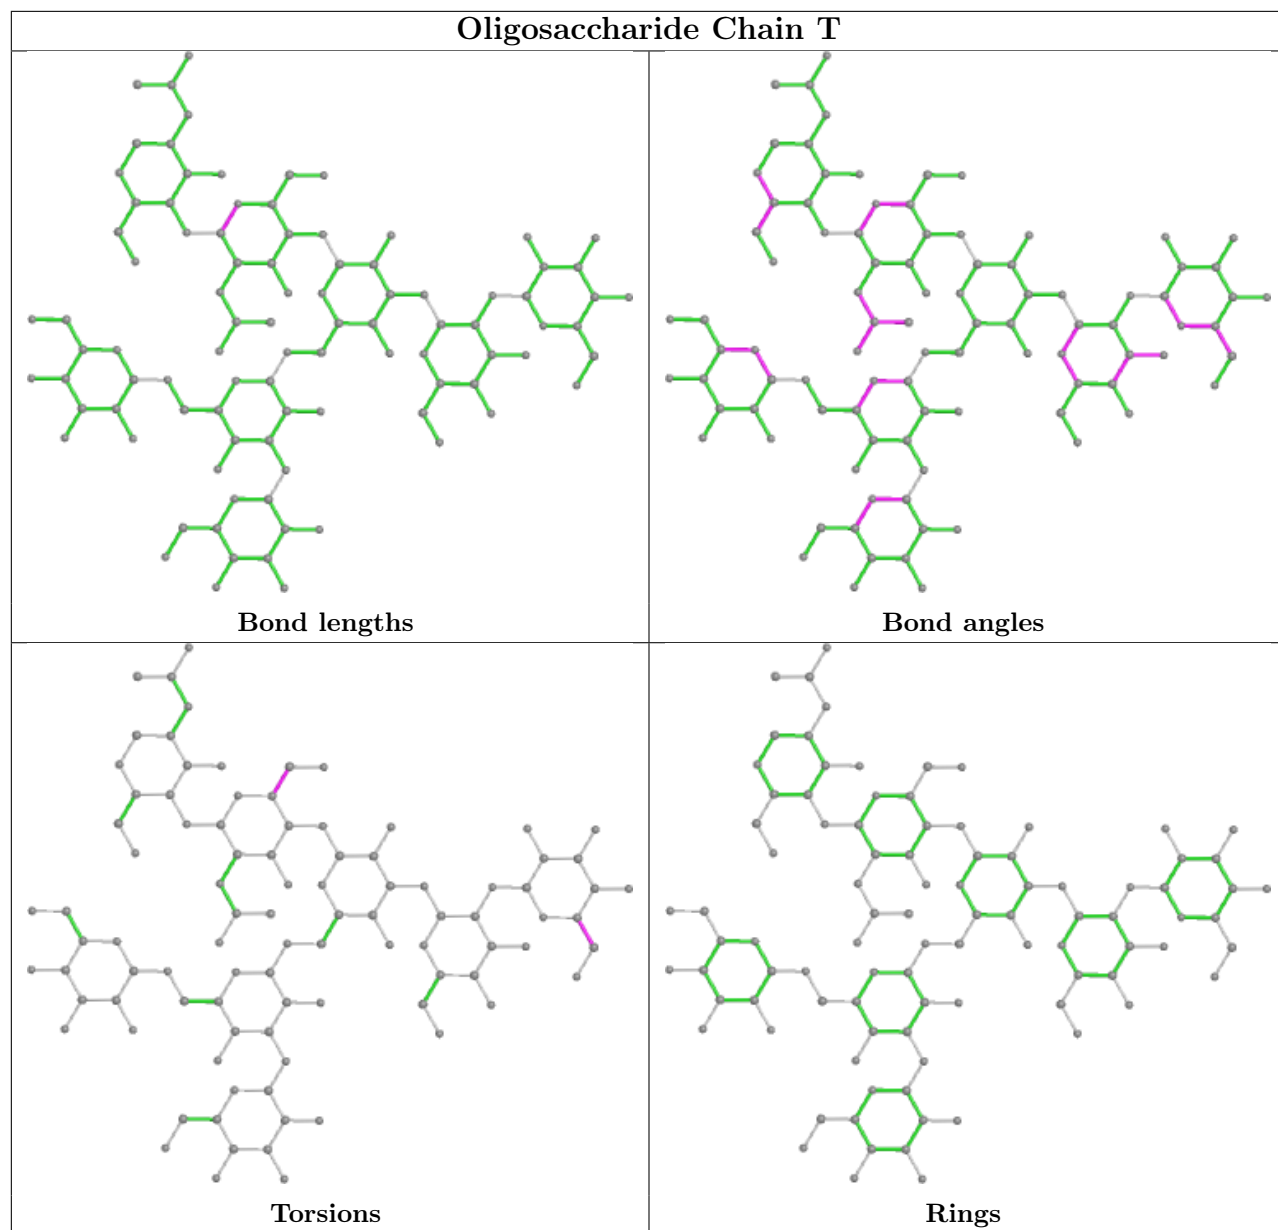 Oligosaccharide Chain T
Bond lengths
Bond angles
Torsions
Rings